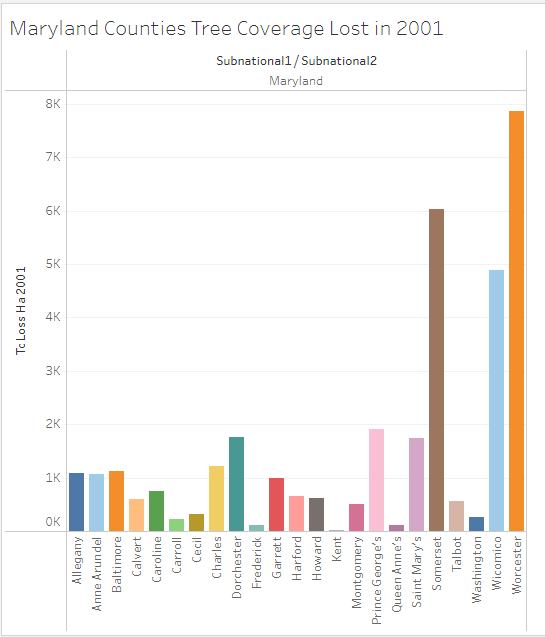 Maryland Counties Tree Coverage Lost in 2001
Subnational1 / Subnational2
Maryland
8K
7K
6K
5K
4K
3K
2K
1K
0K
Tc Loss Ha 2001
Allegany
Anne Arundel
Baltimore
Calvert
Caroline
Carroll
Cecil
Charles
Dorchester
Frederick
Garrett
Harford
Howard
Kent
Montgomery
Prince George's
Queen Anne's
Saint Mary's
Somerset
Talbot
Washington
Wicomico
Worcester